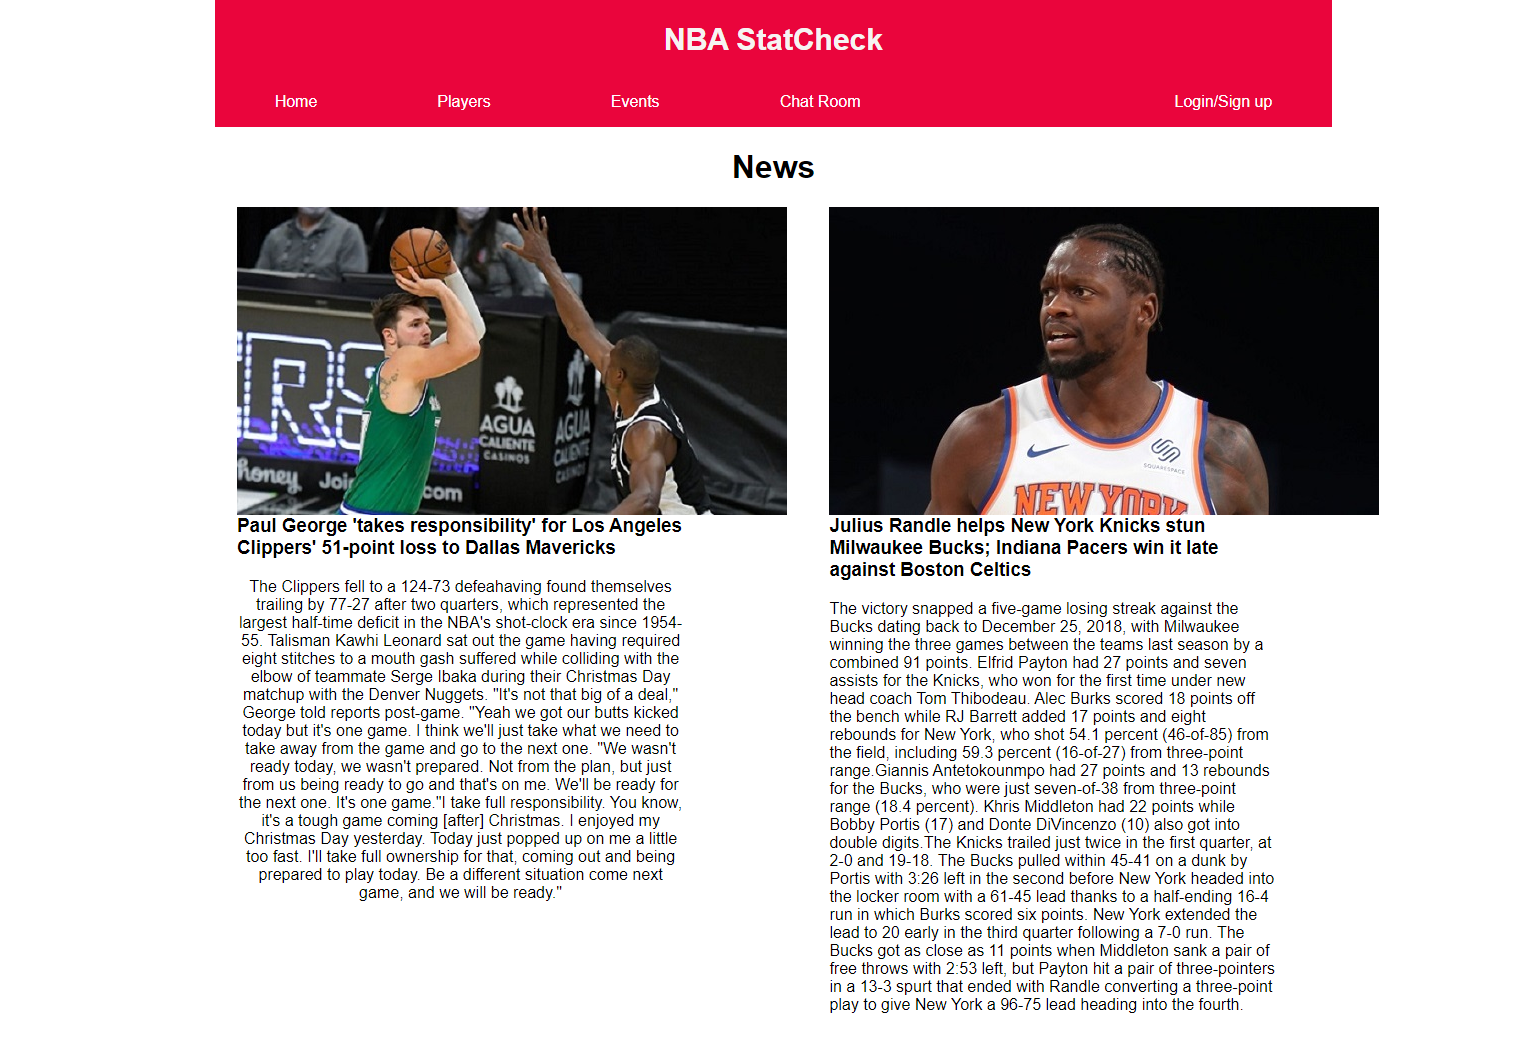 NBA StatCheck
Home Players Events Chat Room Login/Sign up
News
RS
AGUA
CALIENTE
CASINOS
AGUA
CALIENTE
CASINOS
honey
Joi
com
Paul George 'takes responsibility' for Los Angeles
Clippers' 51-point loss to Dallas Mavericks
The Clippers fell to a 124-73 defeahaving found themselves
trailing by 77-27 after two quarters, which represented the
largest half-time deficit in the NBA's shot-clock era since 1954-
55. Talisman Kawhi Leonard sat out the game having required
eight stitches to a mouth gash suffered while colliding with the
elbow of teammate Serge Ibaka during their Christmas Day
matchup with the Denver Nuggets. "It's not that big of a deal,"
George told reports post-game. "Yeah we got our butts kicked
today but it's one game. I think we'll just take what we need to
take away from the game and go to the next one. "We wasn't
ready today, we wasn't prepared. Not from the plan, but just
from us being ready to go and that's on me. We'll be ready for
the next one. It's one game."I take full responsibility. You know,
it's a tough game coming [after] Christmas. I enjoyed my
Christmas Day yesterday. Today just popped up on me a little
too fast. I'll take full ownership for that, coming out and being
prepared to play today. Be a different situation come next
game, and we will be ready."
SQUARESPACE
NEW YORK
Julius Randle helps New York Knicks stun
Milwaukee Bucks; Indiana Pacers win it late
against Boston Celtics
The victory snapped a five-game losing streak against the
Bucks dating back to December 25, 2018, with Milwaukee
winning the three games between the teams last season by a
combined 91 points. Elfrid Payton had 27 points and seven
assists for the Knicks, who won for the first time under new
head coach Tom Thibodeau. Alec Burks scored 18 points off
the bench while RJ Barrett added 17 points and eight
rebounds for New York, who shot 54.1 percent (46-of-85) from
the field, including 59.3 percent (16-of-27) from three-point
range.Giannis Antetokounmpo had 27 points and 13 rebounds
for the Bucks, who were just seven-of-38 from three-point
range (18.4 percent). Khris Middleton had 22 points while
Bobby Portis (17) and Donte DiVincenzo (10) also got into
double digits.The Knicks trailed just twice in the first quarter, at
2-0 and 19-18. The Bucks pulled within 45-41 on a dunk by
Portis with 3:26 left in the second before New York headed into
the locker room with a 61-45 lead thanks to a half-ending 16-4
run in which Burks scored six points. New York extended the
lead to 20 early in the third quarter following a 7-0 run. The
Bucks got as close as 11 points when Middleton sank a pair of
free throws with 2:53 left, but Payton hit a pair of three-pointers
in a 13-3 spurt that ended with Randle converting a three-point
play to give New York a 96-75 lead heading into the fourth.